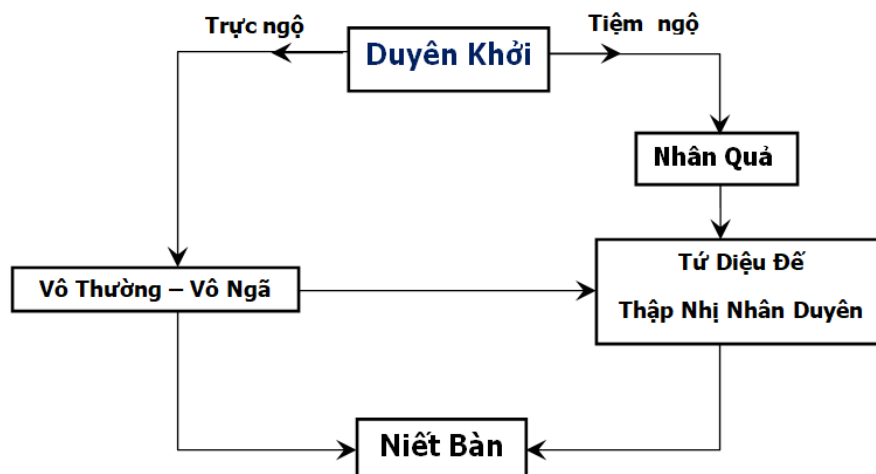 Trực ngộ
Duyên Khởi
Tiệm ngộ
Nhân Quả
Vô Thường – Vô Ngã
Tứ Diệu Đế
Thập Nhị Nhân Duyên
Niết Bàn